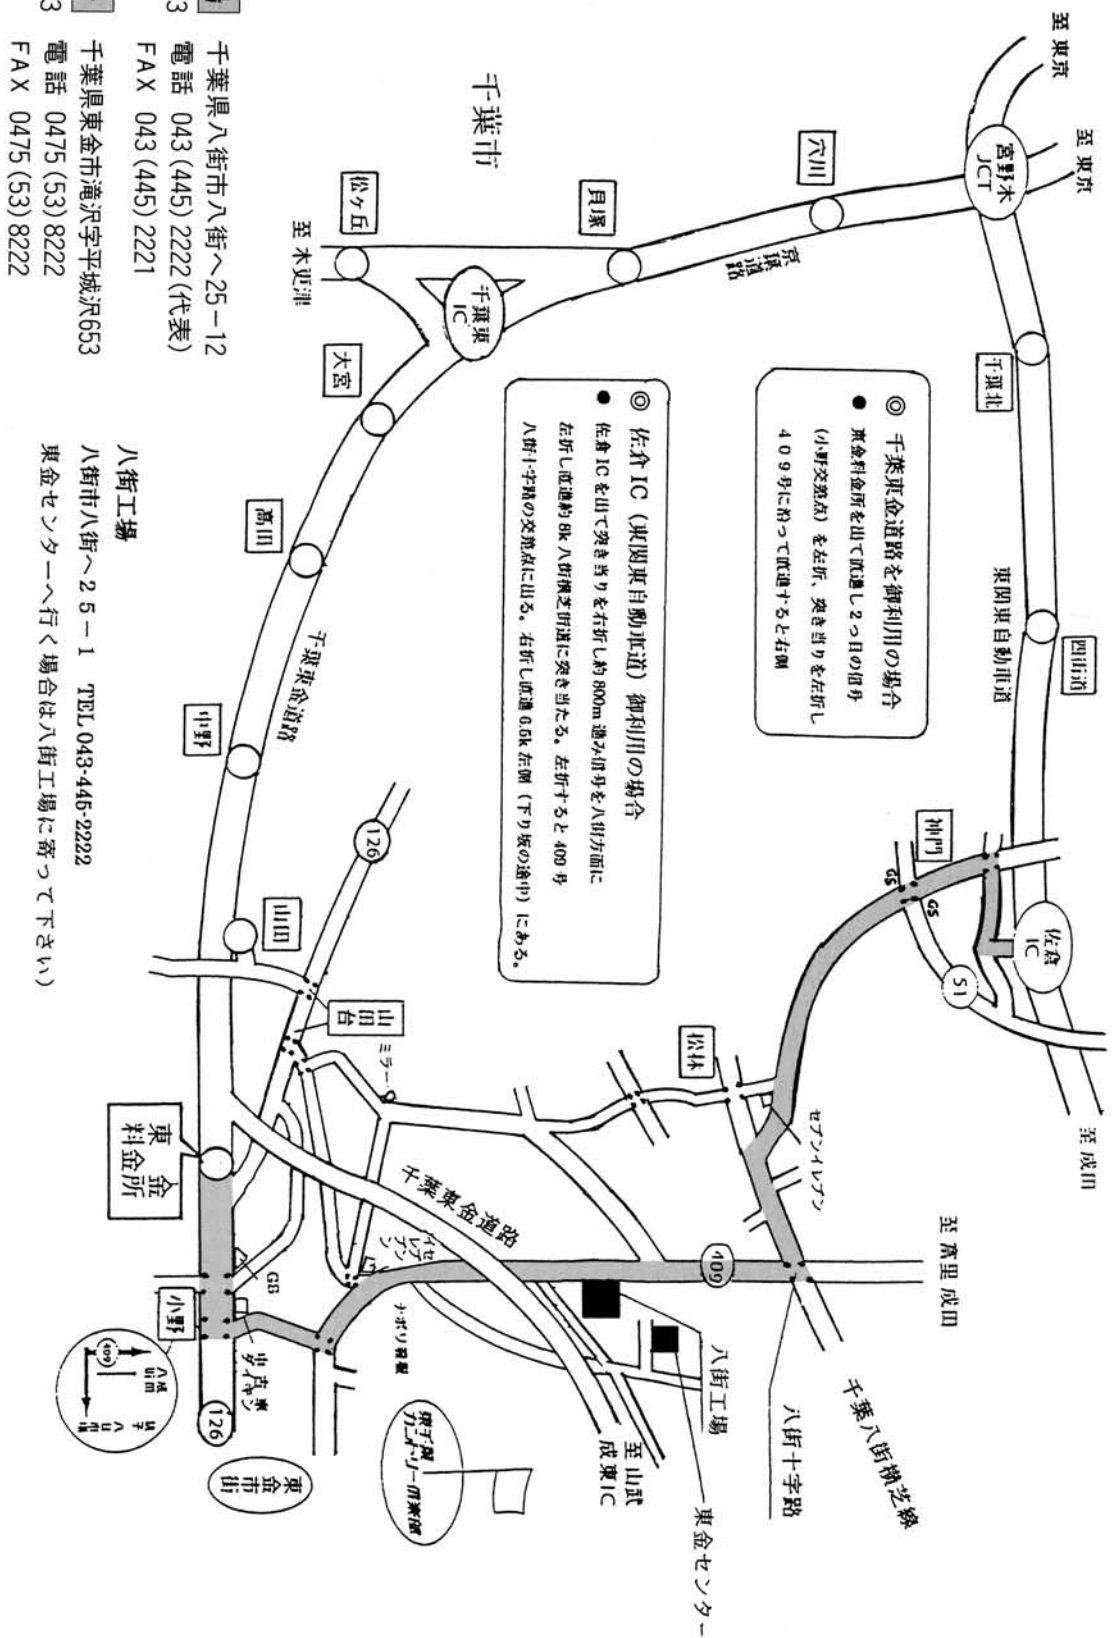 至 東京
至 東京
宮野木
JCT
千葉北
四街道
東関東自動車道
佐倉
IC
至 成田
穴川
京葉道路
貝塚
千葉市
松ヶ丘
至 木更津
千葉東
IC
大宮
高田
千葉東金道路
中野
山田
126
山田台
ミラー
神門
GS
GS
51
松林
セブンイレブン
至 富里 成田
409
千葉八街横芝線
八街十字路
八街工場
東金センター
至 山武
成東IC
千葉東金道路
東金
料金所
GS
小野
126
東金市街
◎ 千葉東金道路を御利用の場合
● 東金料金所を出て直進し2つ目の信号
(小野交差点) を左折、突き当りを左折し
409号に沿って直進すると右側
◎ 佐倉IC (東関東自動車道) 御利用の場合
● 佐倉ICを出て突き当りを右折し約800m進み信号を八街方面に
左折し直進約8k八街横芝街道に突き当たる。左折すると409号
八街十字路の交差点に出る。右折し直進6.5k左側 (下り坂の途中) にある。
千葉県八街市八街へ25-12
電話 043(445)2222(代表)
FAX 043(445)2221
千葉県東金市滝沢字平城沢653
電話 0475(53)8222
FAX 0475(53)8222
八街工場
八街市八街へ25-1 TEL 043-445-2222
東金センターへ行く場合は八街工場に寄って下さい)